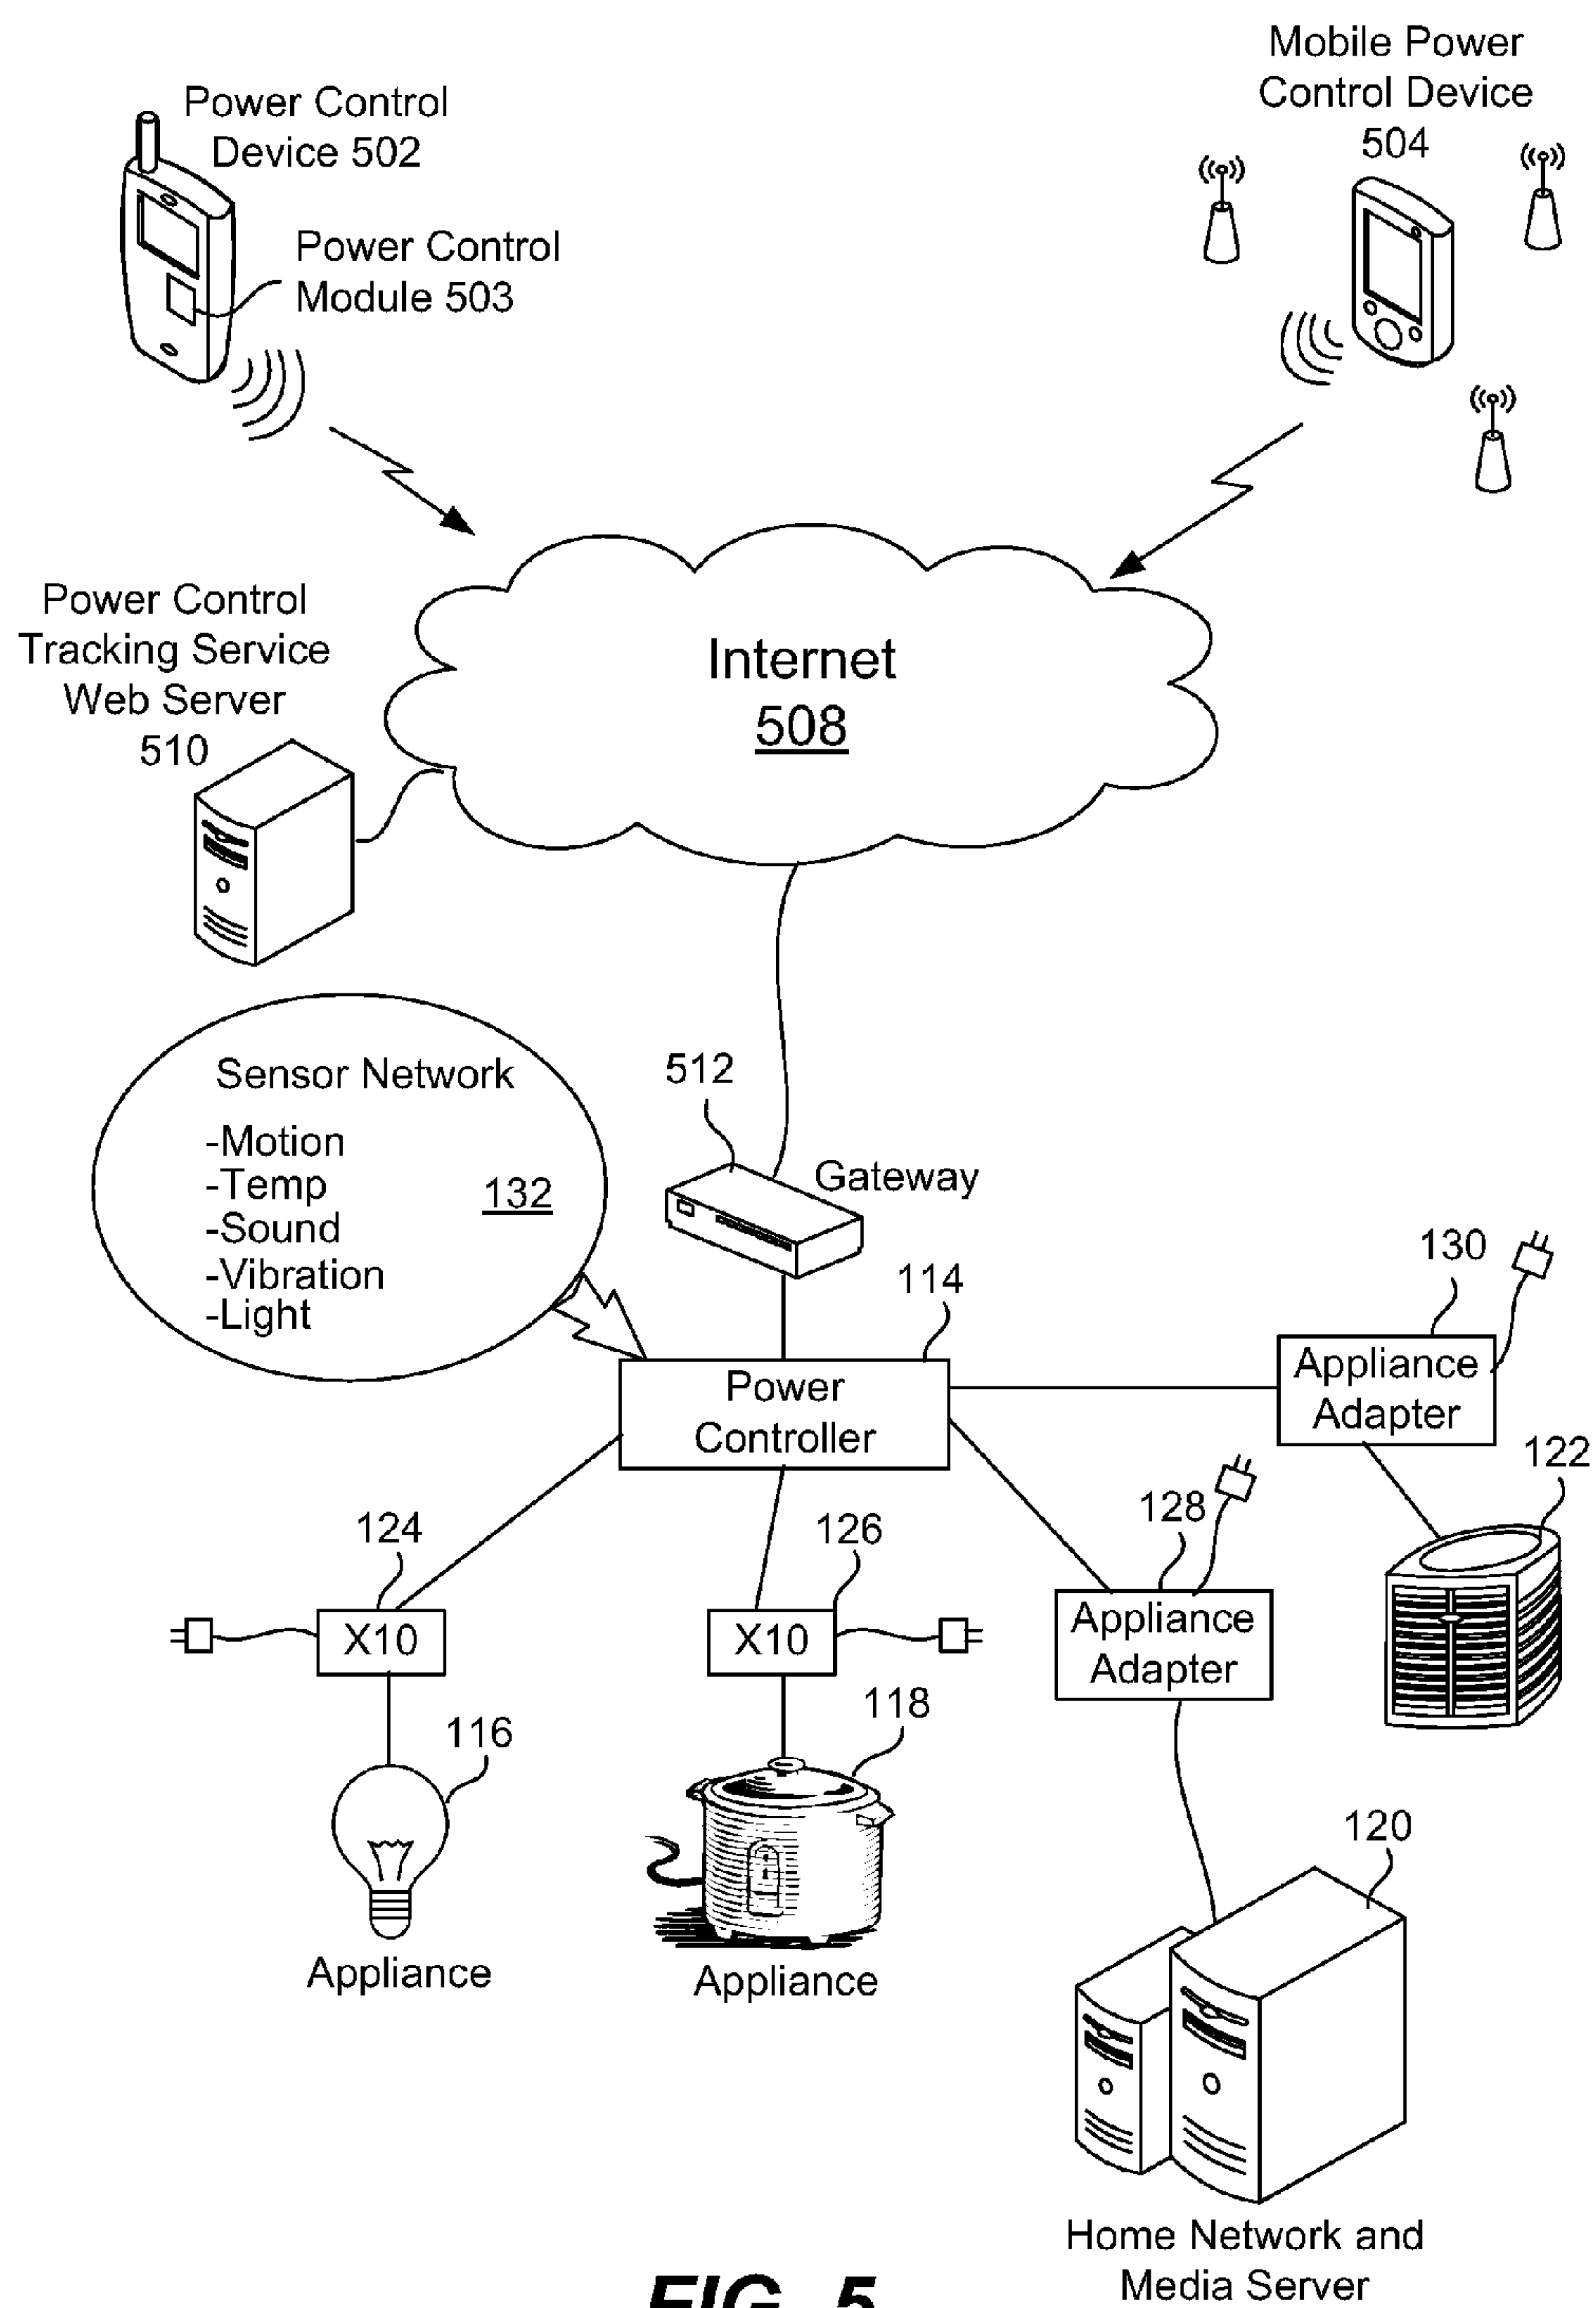 Mobile Power
Control Device
504
Power Control
Device 502
Power Control
Module 503
Power Control
Tracking Service
Web Server
510
Internet
508
Sensor Network
-Motion
-Temp
-Sound
-Vibration
-Light
132
512
Gateway
114
Power
Controller
130
Appliance
Adapter
122
124
X10
126
X10
128
Appliance
Adapter
116
Appliance
118
Appliance
120
Home Network and
Media Server
FIG. 5